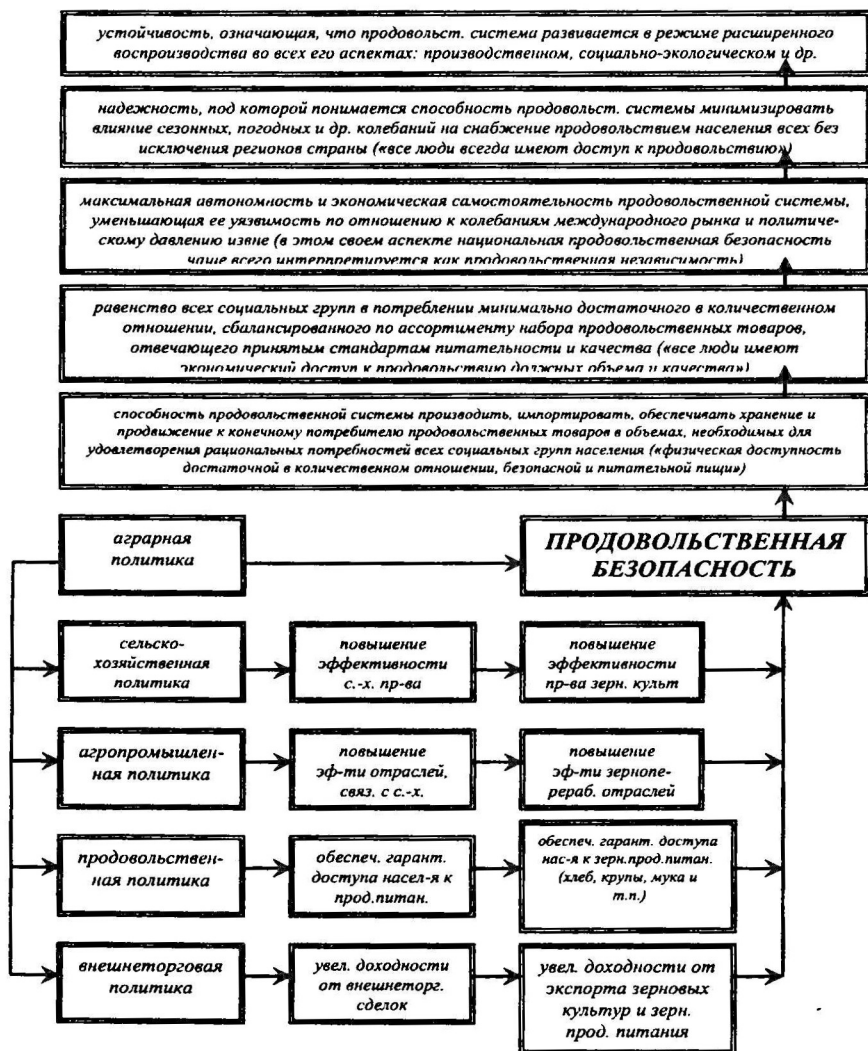 устойчивость, означающая, что продовольст. система развивается в режиме расширенного
воспроизводства во всех его аспектах: производственном, социально-экологическом и др.
надежность, под которой понимается способность продовольст. системы минимизировать
влияние сезонных, погодных и др. колебаний на снабжение продовольствием населения всех без
исключения регионов страны («все люди всегда имеют доступ к продовольствию»)
максимальная автономность и экономическая самостоятельность продовольственной системы,
уменьшающая ее уязвимость по отношению к колебаниям международного рынка и политиче-
скому давлению извне (в этом своем аспекте национальная продовольственная безопасность
чаще всего интерпретируется как продовольственная независимость)
равенство всех социальных групп в потреблении минимально достаточного в количественном
отношении, сбалансированного по ассортименту набора продовольственных товаров,
отвечающего принятым стандартам питательности и качества («все люди имеют
экономический доступ к продовольствию должных объема и качества»)
способность продовольственной системы производить, импортировать, обеспечивать хранение и
продвижение к конечному потребителю продовольственных товаров в объемах, необходимых для
удовлетворения рациональных потребностей всех социальных групп населения («физическая доступность
достаточной в количественном отношении, безопасной и питательной пищи»)
аграрная
политика
ПРОДОВОЛЬСТВЕННАЯ
БЕЗОПАСНОСТЬ
сельско-
хозяйственная
политика
повышение
эффективности
с.-х. пр-ва
повышение
эффективности
пр-ва зерн. культ
агропромышлен-
ная политика
повышение
эф-ти отраслей,
связ. с с.-х.
повышение
эф-ти зернопе-
рераб. отраслей
продовольствен-
ная политика
обеспеч. гарант.
доступа насел-я к
прод.питан.
обеспеч. гарант. доступа
нас-я к зерн.прод.питан.
(хлеб, крупы, мука и
т.п.)
внешнеторговая
политика
увел. доходности
от внешнеторг.
сделок
увел. доходности от
экспорта зерновых
культур и зерн.
прод. питания